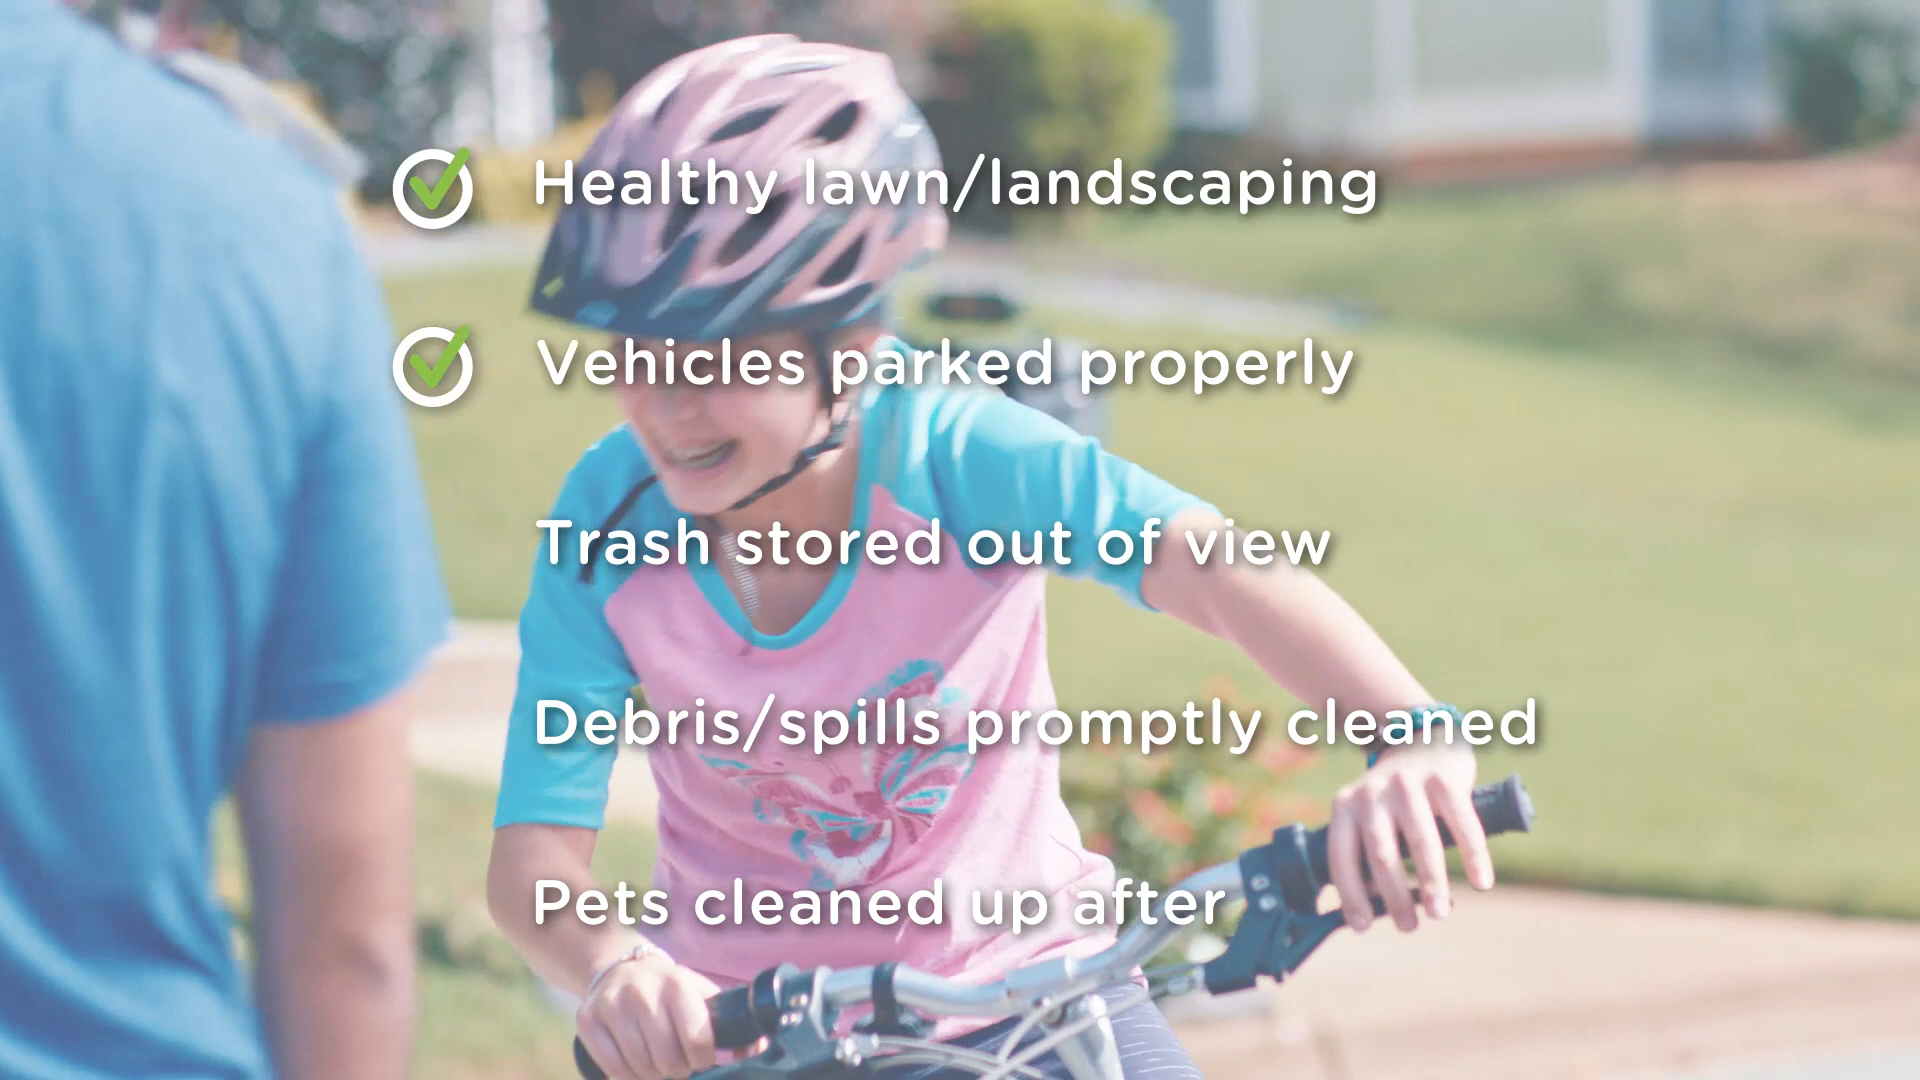 Healthy lawn/landscaping
Vehicles parked properly
Trash stored out of view
Debris/spills promptly cleaned
Pets cleaned up after